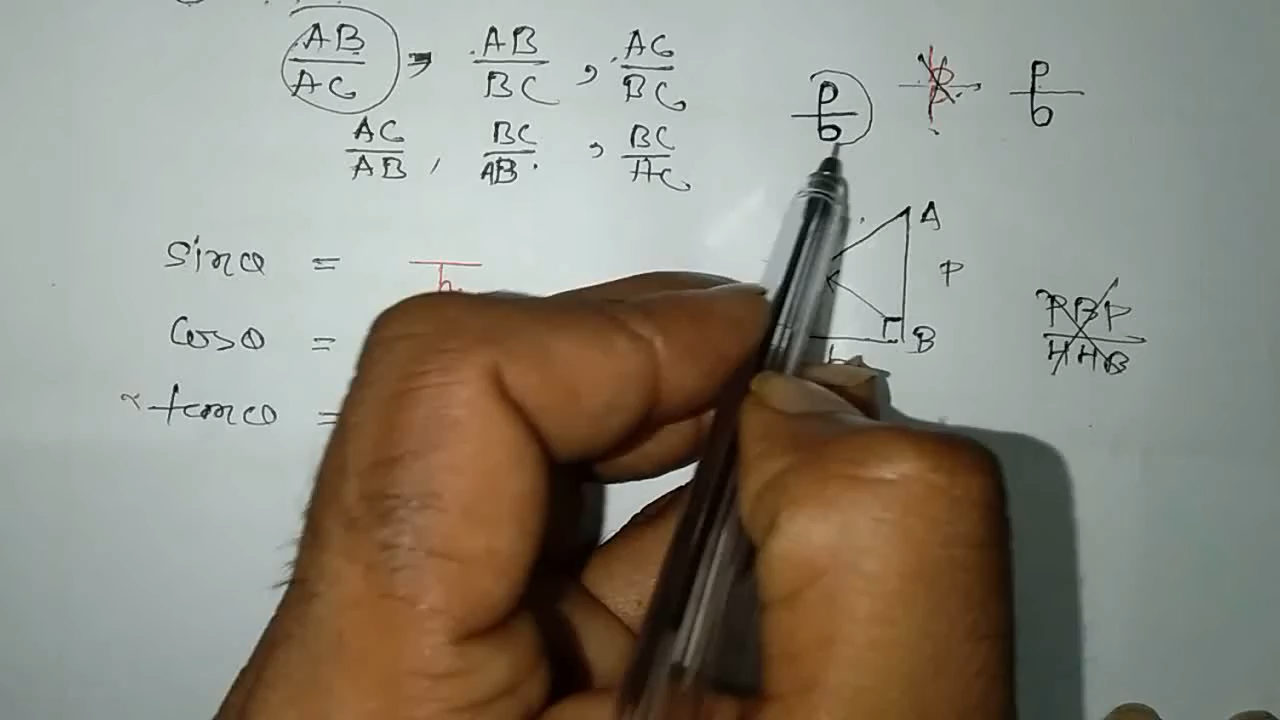 AB/AC , AB/BC , AC/BC
AC/AB , BC/AB , BC/AC
p/b p/b
sinθ = h
cosθ =
tanθ =
A
P
B
b
PBP
HHB